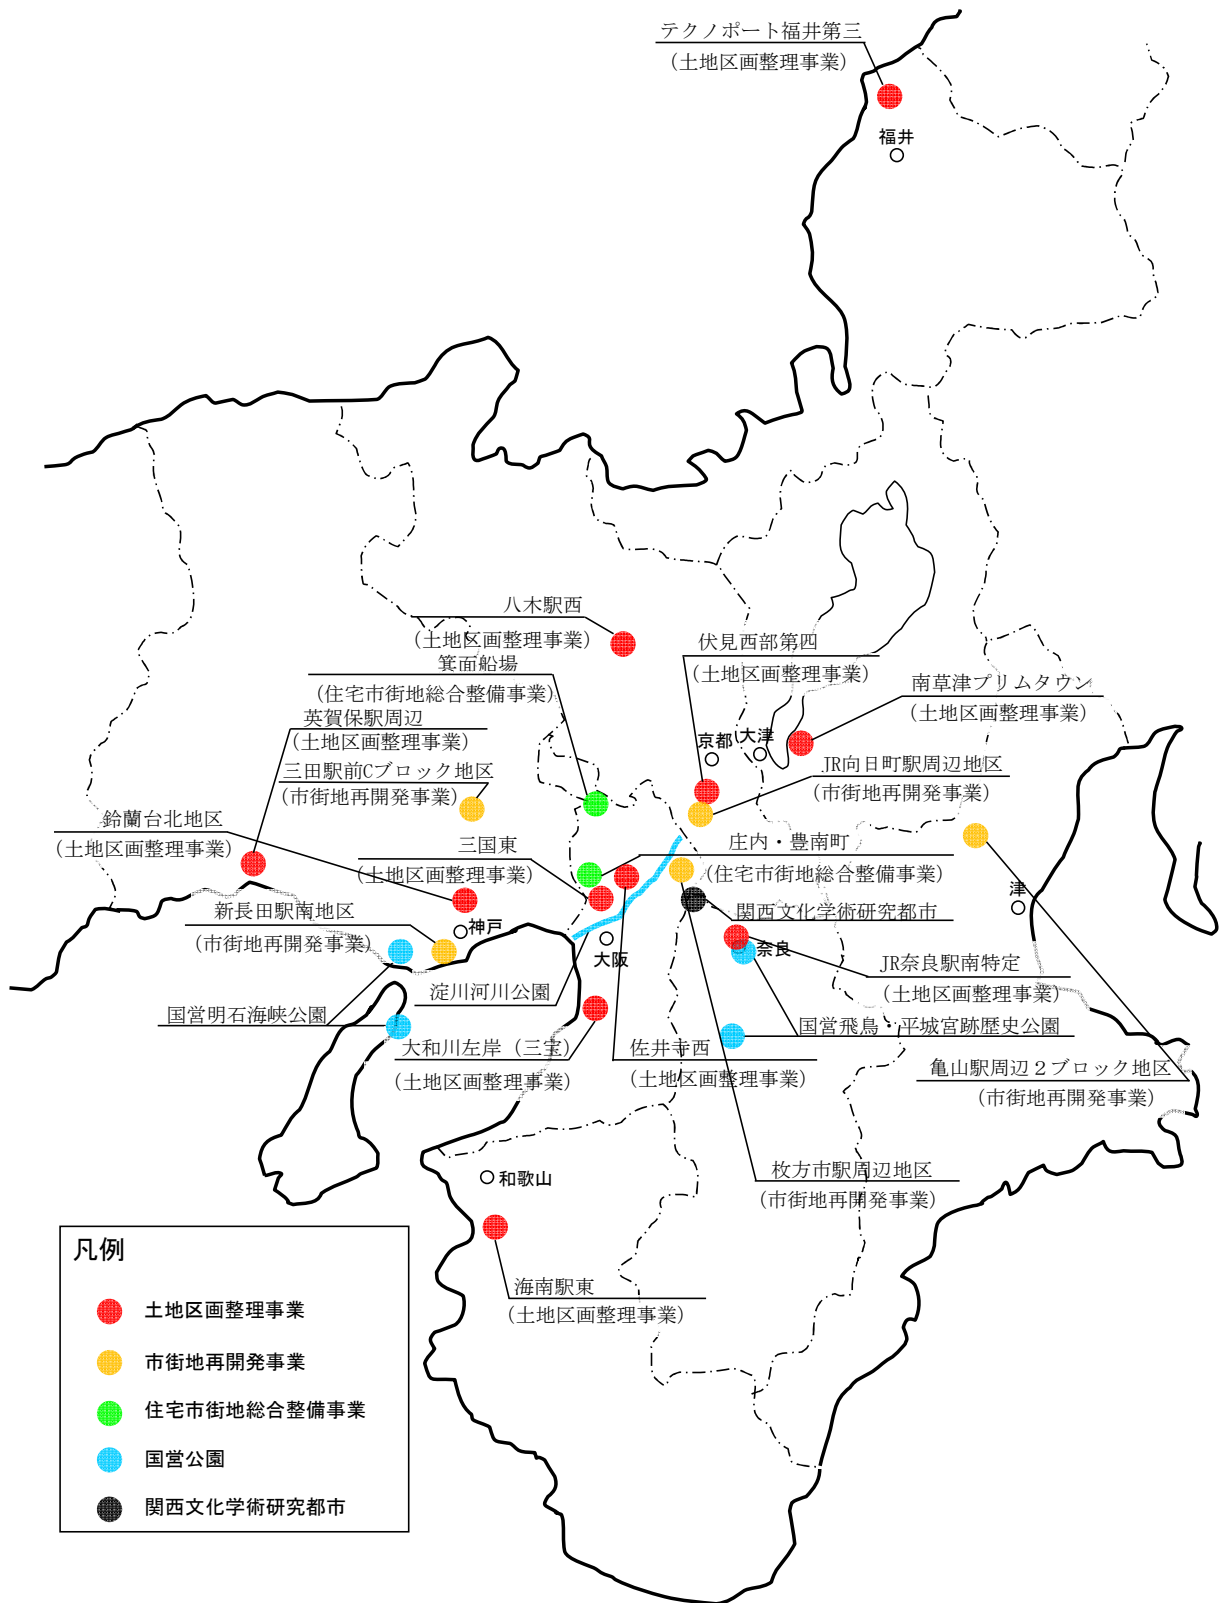 テクノポート福井第三
(土地区画整理事業)
福井
八木駅西
(土地区画整理事業)
伏見西部第四
(土地区画整理事業)
箕面船場
(住宅市街地総合整備事業)
南草津プリムタウン
(土地区画整理事業)
英賀保駅周辺
(土地区画整理事業)
京都
大津
JR向日町駅周辺地区
(市街地再開発事業)
三田駅前Cブロック地区
(市街地再開発事業)
鈴蘭台北地区
(土地区画整理事業)
三国東
(土地区画整理事業)
庄内・豊南町
(住宅市街地総合整備事業)
津
関西文化学術研究都市
新長田駅南地区
(市街地再開発事業)
神戸
大阪
奈良
JR奈良駅南特定
(土地区画整理事業)
淀川河川公園
国営明石海峡公園
国営飛鳥・平城宮跡歴史公園
大和川左岸(三宝)
(土地区画整理事業)
佐井寺西
(土地区画整理事業)
亀山駅周辺2ブロック地区
(市街地再開発事業)
枚方市駅周辺地区
(市街地再開発事業)
和歌山
海南駅東
(土地区画整理事業)
凡例
土地区画整理事業
市街地再開発事業
住宅市街地総合整備事業
国営公園
関西文化学術研究都市